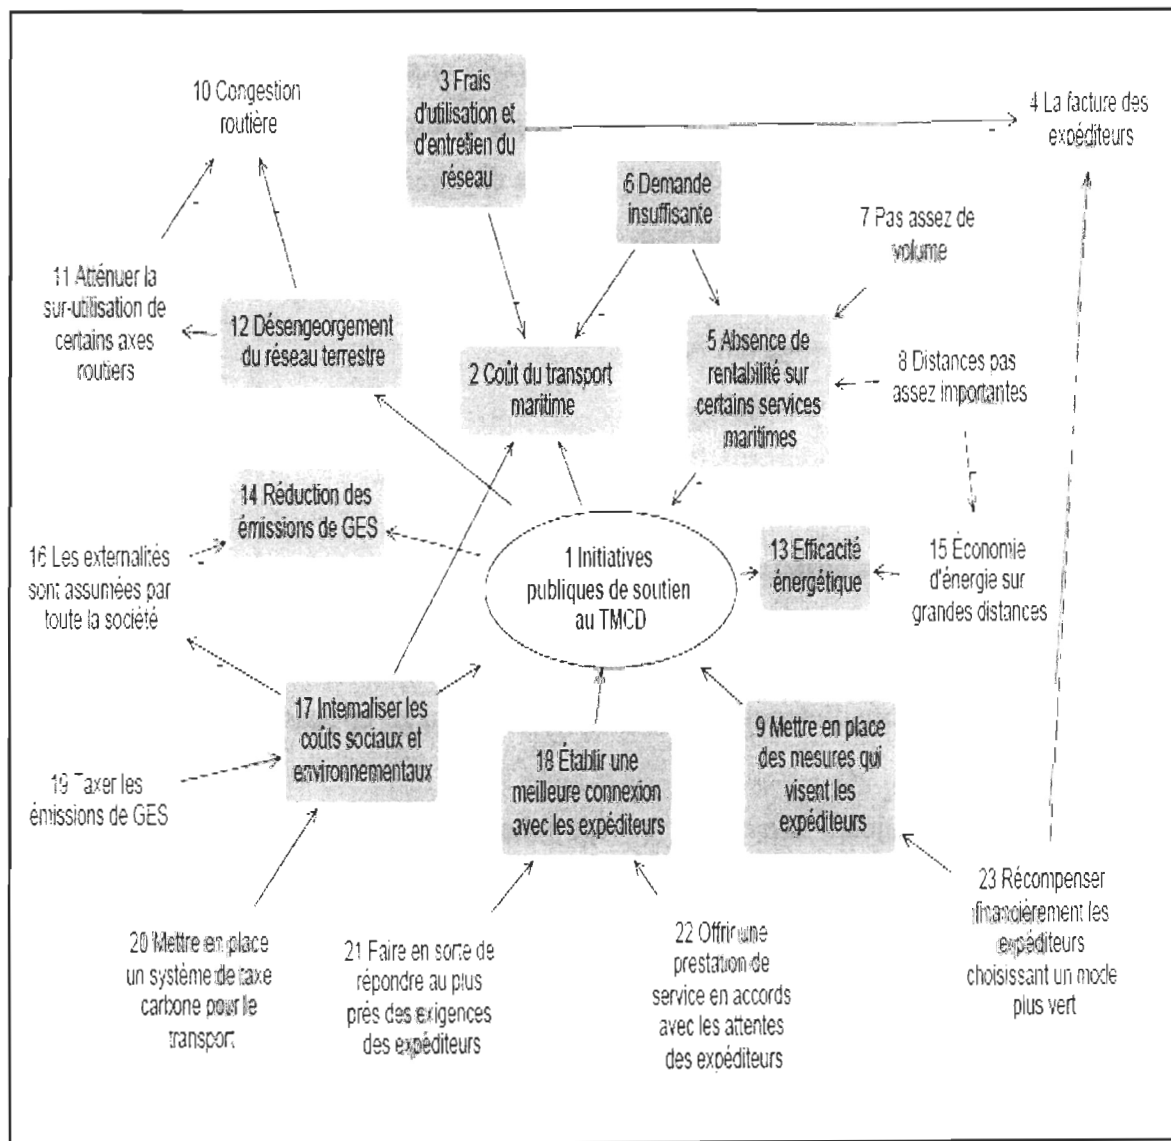 10 Congestion
routière
3 Frais
d'utilisation et
d'entretien du
réseau
4 La facture des
expéditeurs
6 Demande
insuffisante
7 Pas assez de
volume
11 Atténuer la
sur-utilisation de
certains axes
routiers
12 Désengeorgement
du réseau terrestre
2 Coût du transport
maritime
5 Absence de
rentabilité sur
certains services
maritimes
8 Distances pas
assez importantes
14 Réduction des
émissions de GES
16 Les externalités
sont assumées par
toute la société
1 Initiatives
publiques de soutien
au TMCD
13 Efficacité
énergétique
15 Économie
d'énergie sur
grandes distances
17 Internaliser les
coûts sociaux et
environnementaux
18 Établir une
meilleure connexion
avec les expéditeurs
9 Mettre en place
des mesures qui
visent les
expéditeurs
19 Taxer les
émissions de GES
20 Mettre en place
un système de taxe
carbone pour le
transport
21 Faire en sorte de
répondre au plus
près des exigences
des expéditeurs
22 Offrir une
prestation de
service en accords
avec les attentes
des expéditeurs
23 Récompenser
financièrement les
expéditeurs
choisissant un mode
plus vert